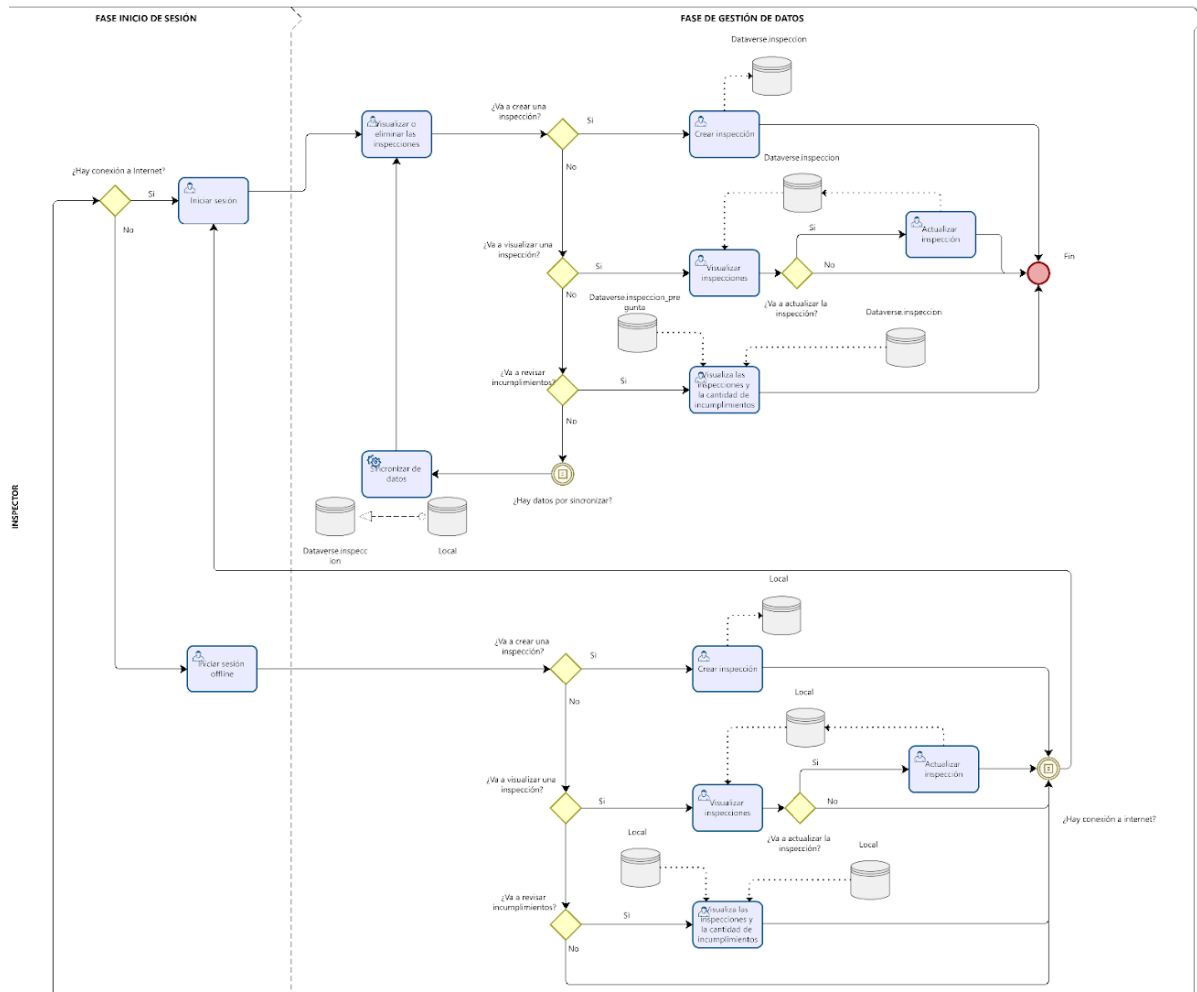 FASE INICIO DE SESIÓN
FASE DE GESTIÓN DE DATOS
INSPECTOR
Dataverse.inspeccion
¿Va a crear una
inspección?
Si
Visualizar o
eliminar las
inspecciones
Crear inspección
No
Dataverse.inspeccion
¿Hay conexión a Internet?
Si
Iniciar sesión
No
Si
Actualizar
inspección
¿Va a visualizar una
inspección?
Si
Visualizar
inspecciones
No
Fin
No
Dataverse.inspeccion_pre
gunta
¿Va a actualizar la
inspección?
Dataverse.inspeccion
¿Va a revisar
incumplimientos?
Si
Visualiza las
inspecciones y
la cantidad de
incumplimientos
No
Sincronizar de
datos
¿Hay datos por sincronizar?
Dataverse.inspecc
ion
Local
Local
¿Va a crear una
inspección?
Si
Iniciar sesión
offline
Crear inspección
No
Local
Si
Actualizar
inspección
¿Va a visualizar una
inspección?
Si
Visualizar
inspecciones
No
¿Hay conexión a internet?
Local
¿Va a actualizar la
inspección?
Local
¿Va a revisar
incumplimientos?
Si
Visualiza las
inspecciones y
la cantidad de
incumplimientos
No